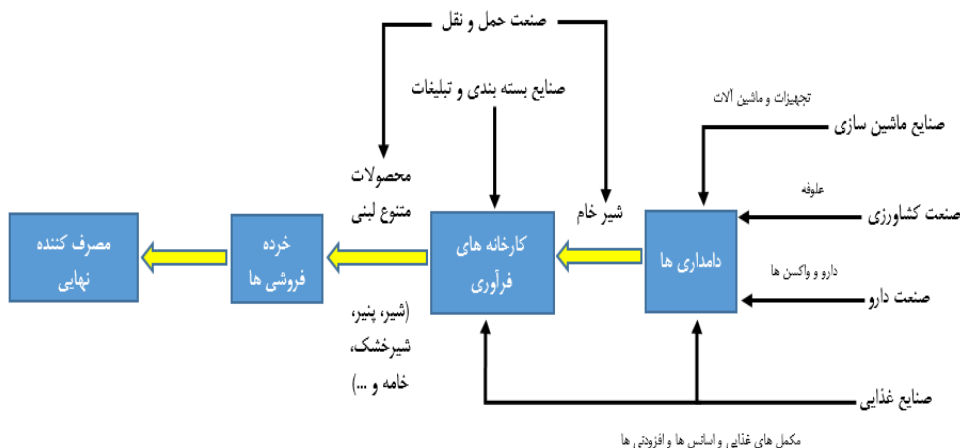 صنعت حمل و نقل
صنایع بسته بندی و تبلیغات
تجهیزات و ماشین آلات
صنایع ماشین سازی
علوفه
صنعت کشاورزی
دارو و واکسن ها
صنعت دارو
صنایع غذایی
مکمل های غذایی و اسانس ها و افزودنی ها
دامداری ها
شیر خام
کارخانه های
فرآوری
محصولات
متنوع لبنی
(شیر، پنیر،
شیرخشک،
خامه و ...)
خرده
فروشی ها
مصرف کننده
نهایی